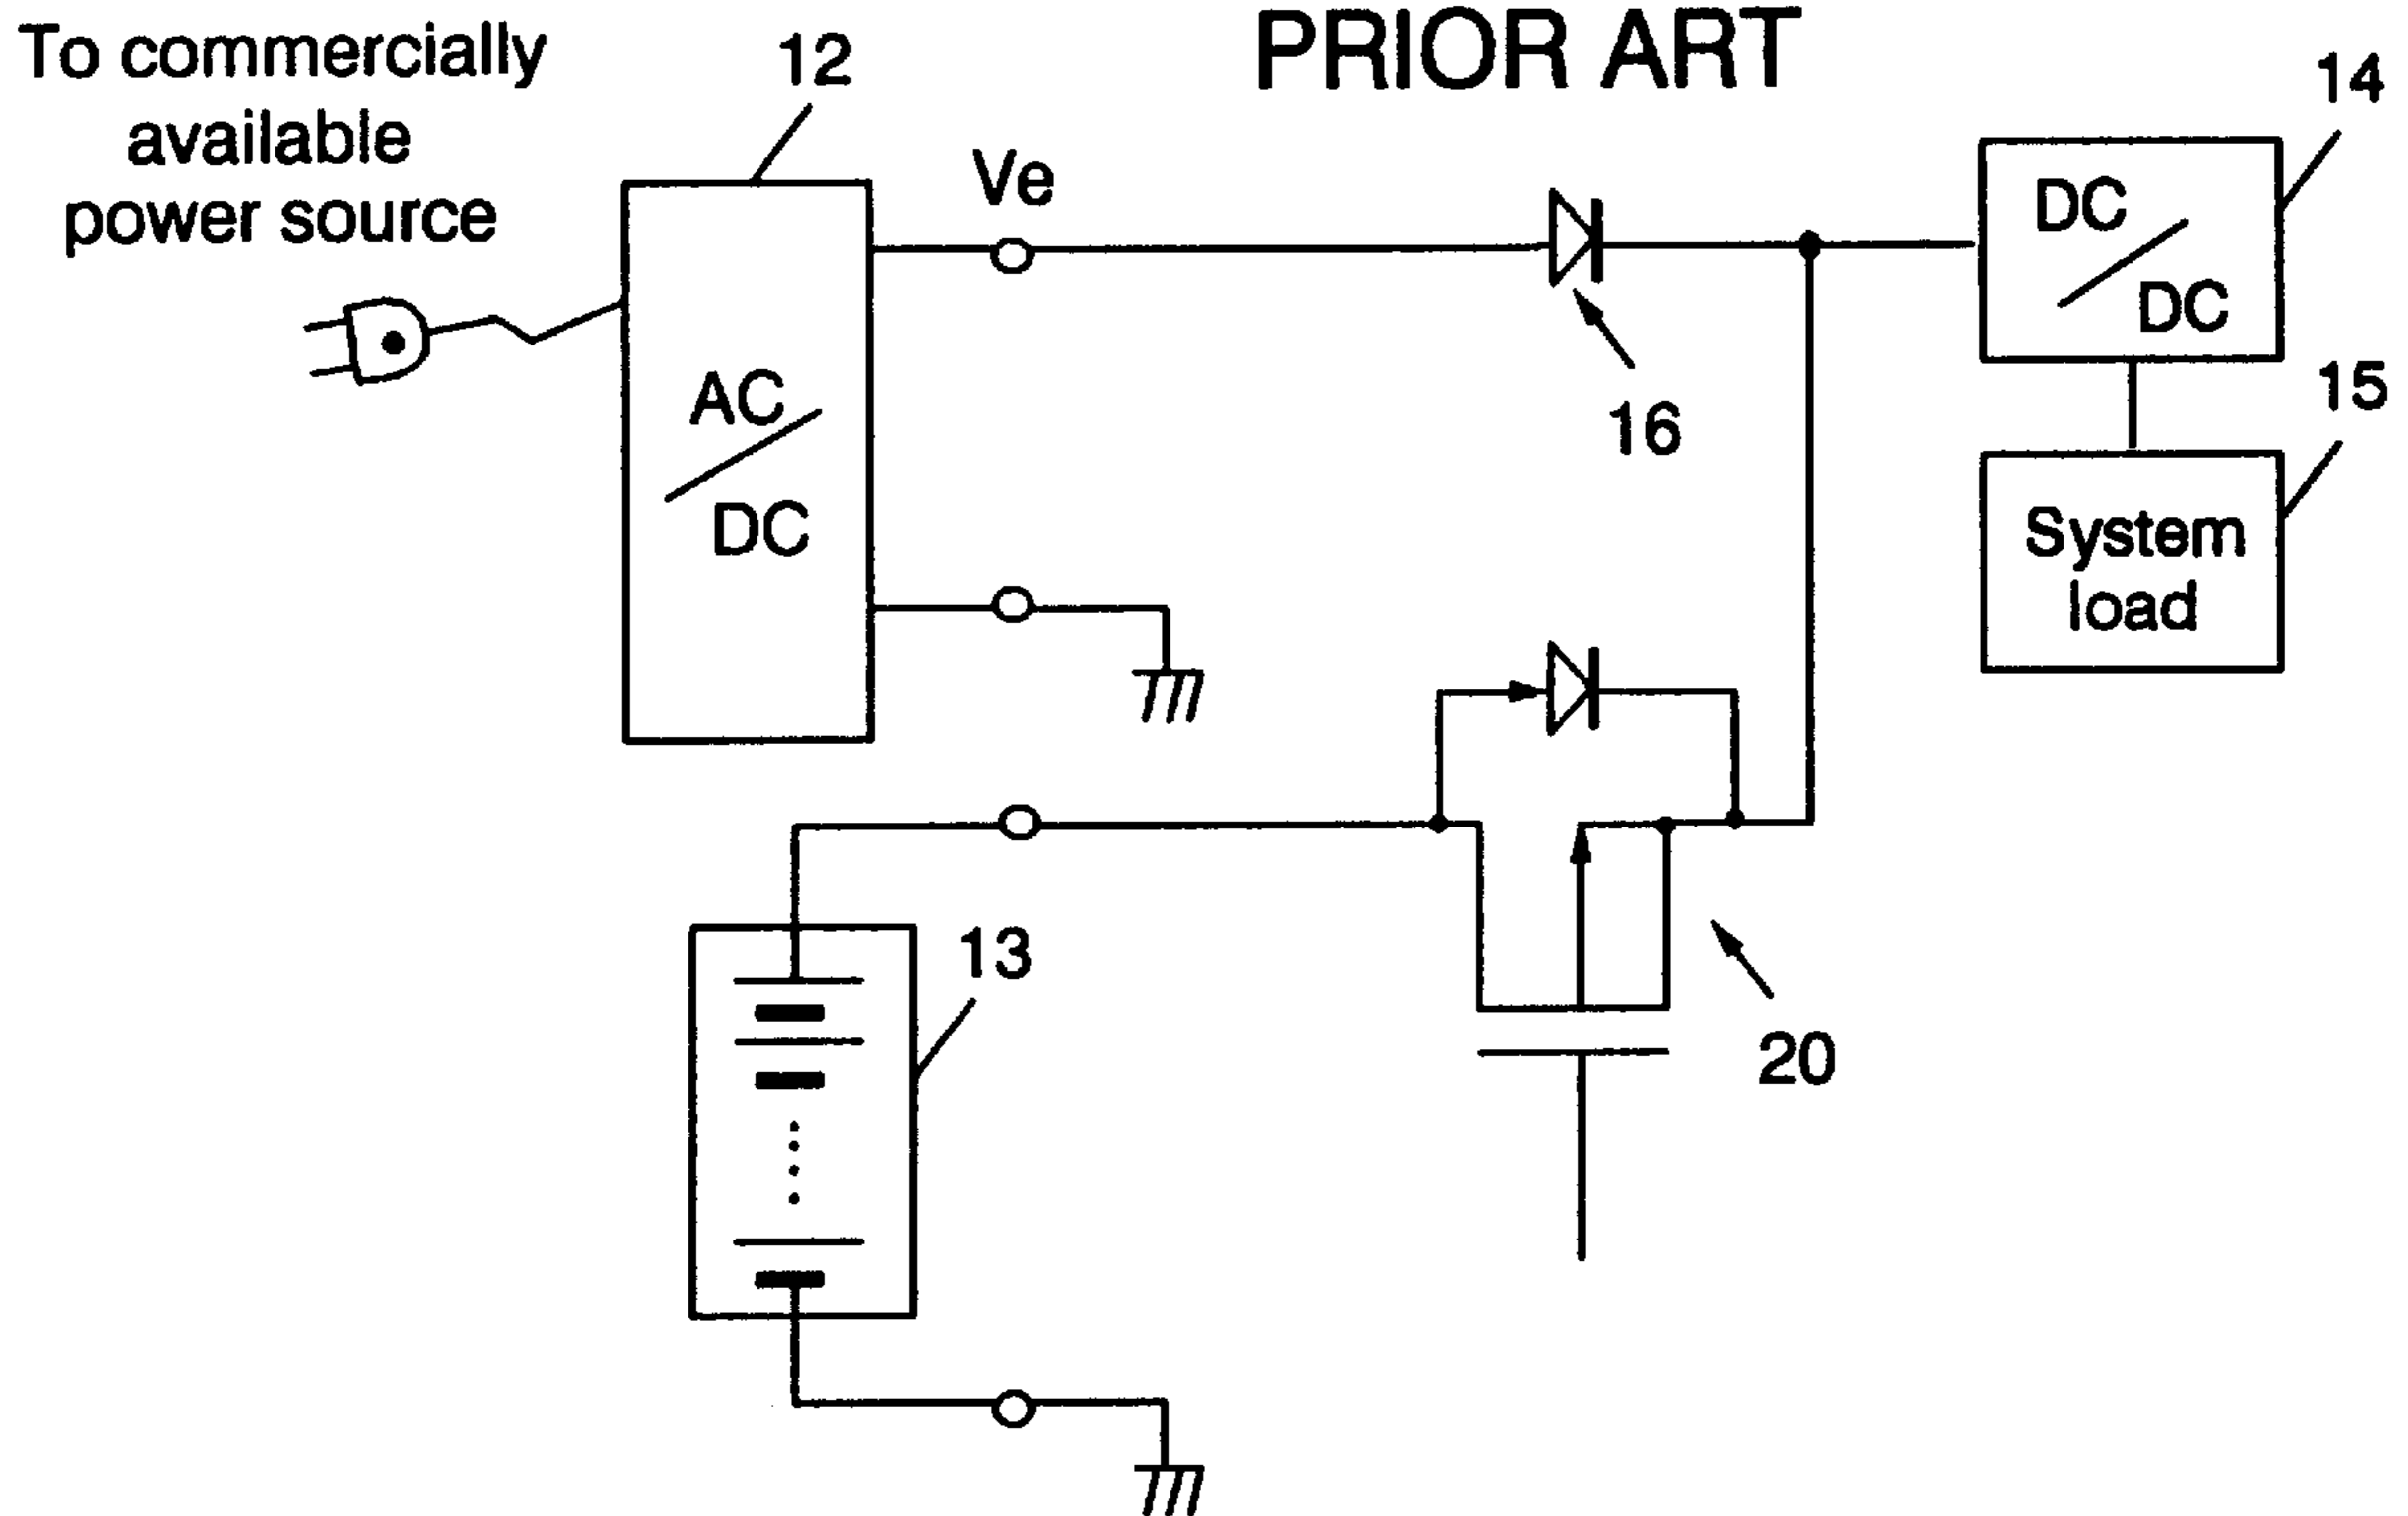 PRIOR ART
To commercially
available
power source
12
Ve
14
DC
DC
16
15
AC
DC
System
load
13
20